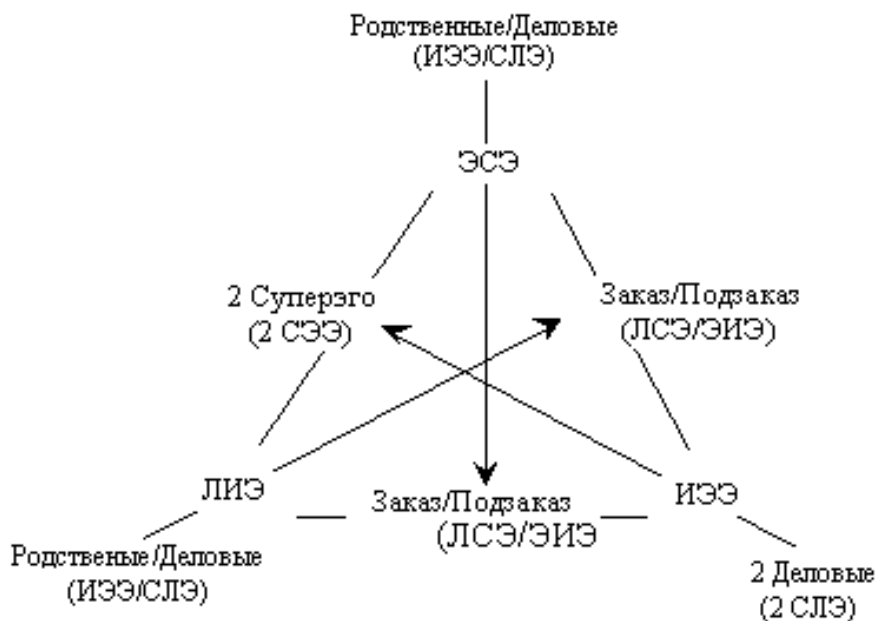 Родственные/Деловые
(ИЭЭ/СЛЭ)
ЭСЭ
2 Суперэго
(2 СЭЭ)
Заказ/Подзаказ
(ЛСЭ/ЭИЭ)
ЛИЭ
Заказ/Подзаказ
(ЛСЭ/ЭИЭ
ИЭЭ
Родственые/Деловые
(ИЭЭ/СЛЭ)
2 Деловые
(2 СЛЭ)